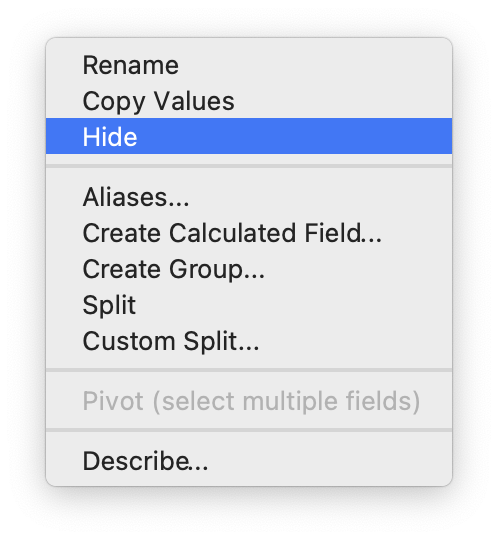 Rename
Copy Values
Hide
Aliases...
Create Calculated Field...
Create Group...
Split
Custom Split...
Pivot (select multiple fields)
Describe...